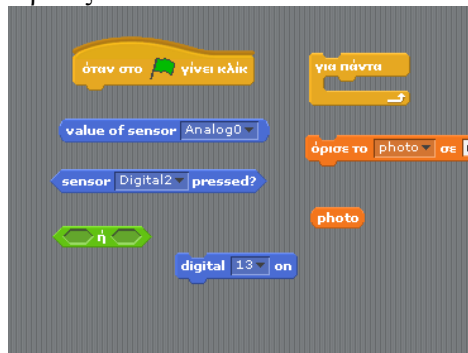 όταν στο γίνει κλικ
για πάντα
value of sensor Analog0
όρισε το photo σε
sensor Digital2 pressed?
photo
ή
digital 13 on